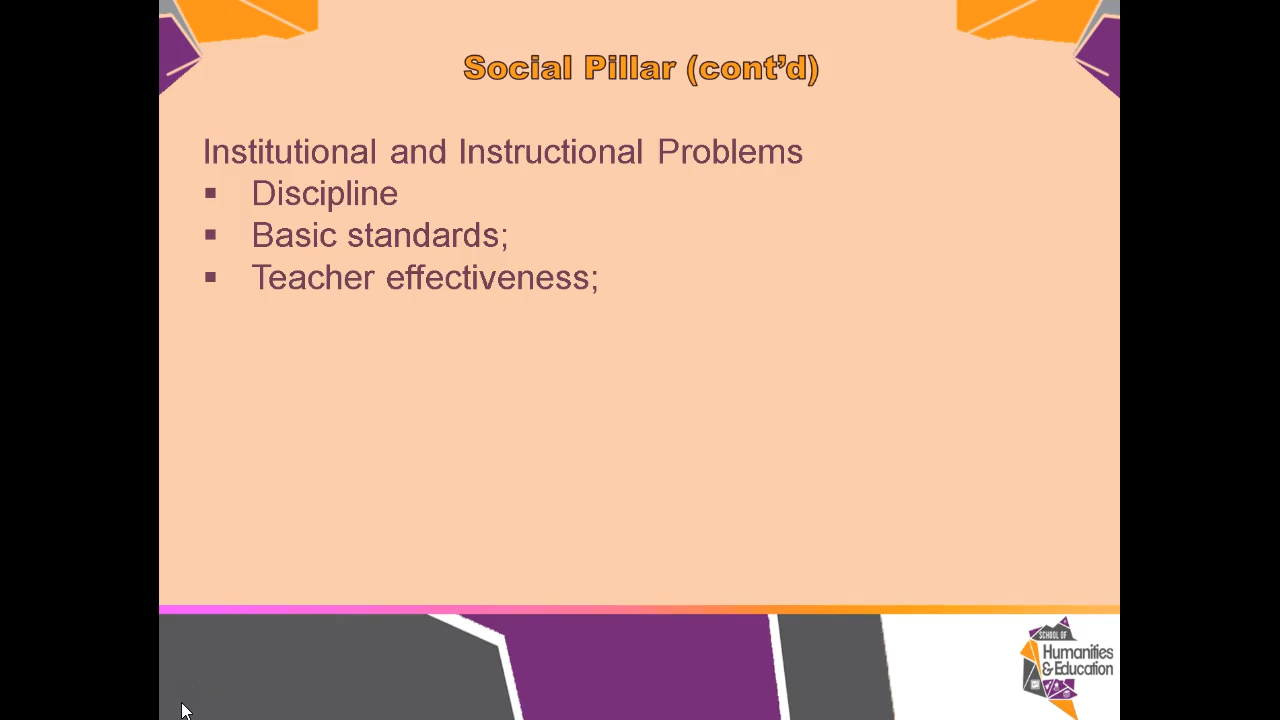 Social Pillar (cont’d)
Institutional and Instructional Problems
▪ Discipline
▪ Basic standards;
▪ Teacher effectiveness;
SCHOOL OF
Humanities
& Education